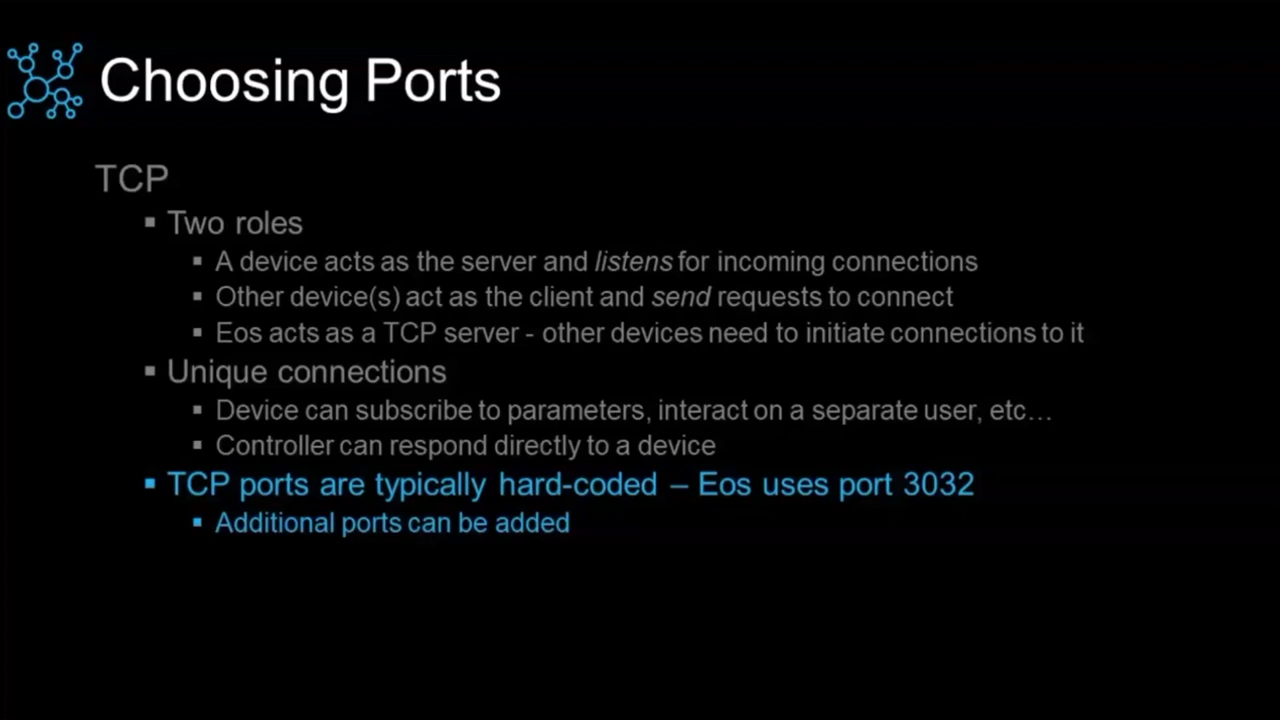 Choosing Ports
TCP
▪ Two roles
▪ A device acts as the server and listens for incoming connections
▪ Other device(s) act as the client and send requests to connect
▪ Eos acts as a TCP server - other devices need to initiate connections to it
▪ Unique connections
▪ Device can subscribe to parameters, interact on a separate user, etc…
▪ Controller can respond directly to a device
▪ TCP ports are typically hard-coded – Eos uses port 3032
▪ Additional ports can be added